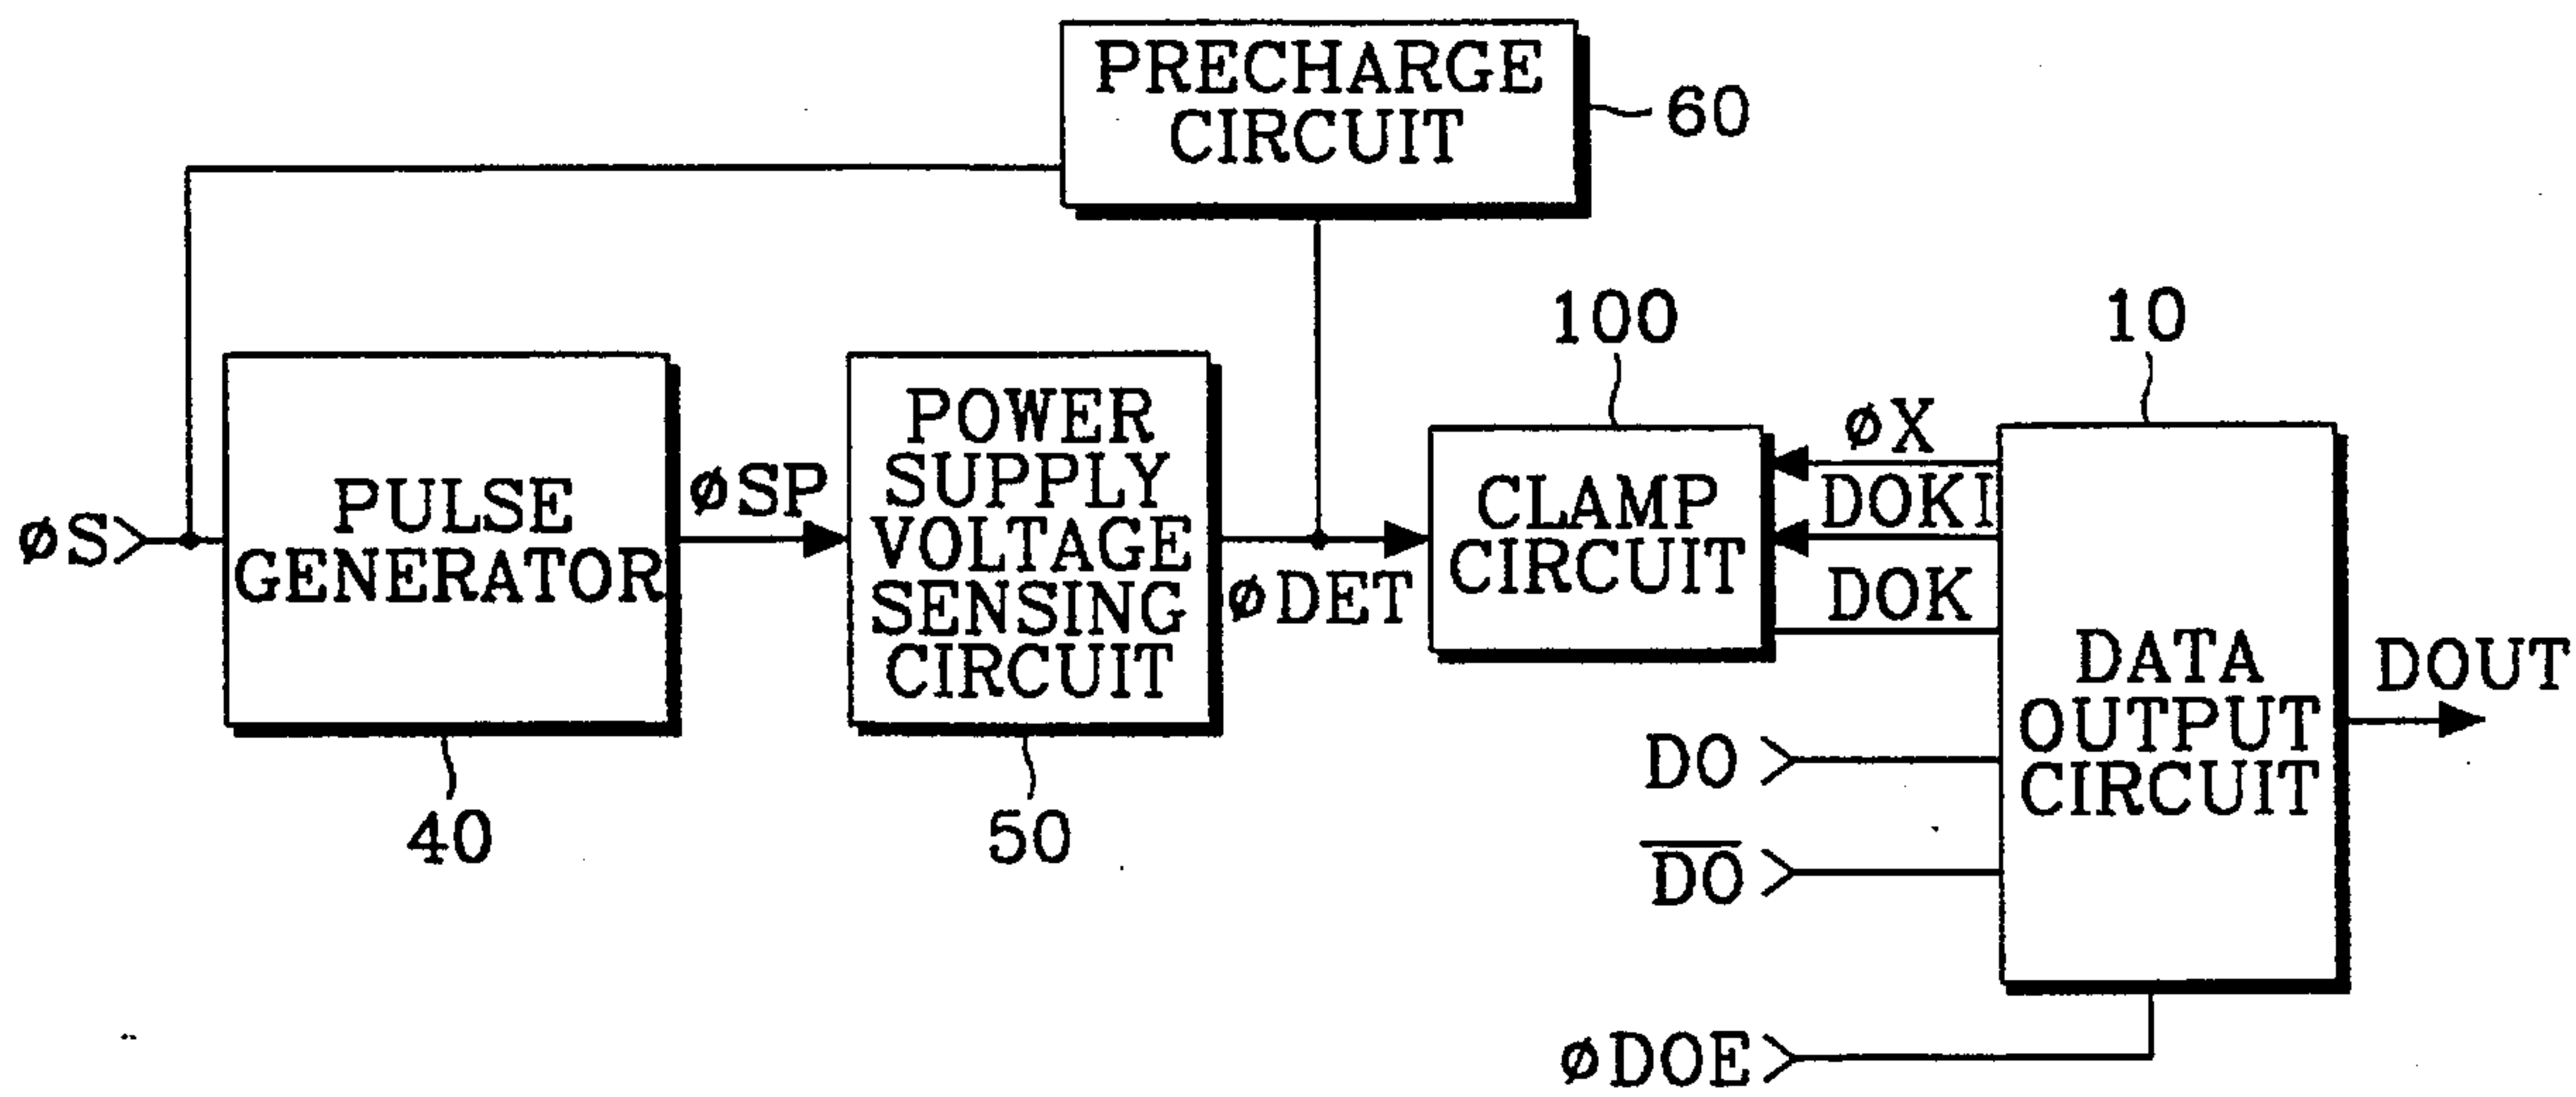 PRECHARGE
CIRCUIT
60
100
10
øS
PULSE
GENERATOR
40
øSP
POWER
SUPPLY
VOLTAGE
SENSING
CIRCUIT
50
øDET
CLAMP
CIRCUIT
øX
DOKI
DOK
DATA
OUTPUT
CIRCUIT
DOUT
DO
D̅O̅
øDOE